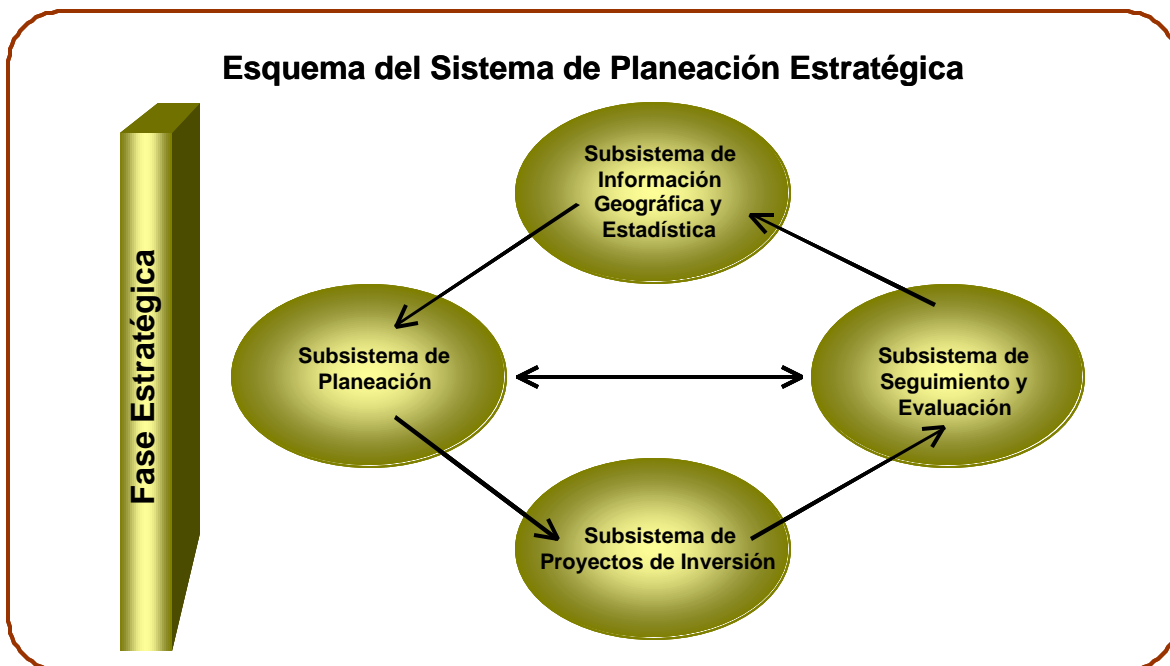 Esquema del Sistema de Planeación Estratégica
Fase Estratégica
Subsistema de
Información
Geográfica y
Estadística
Subsistema de
Planeación
Subsistema de
Seguimiento y
Evaluación
Subsistema de
Proyectos de Inversión